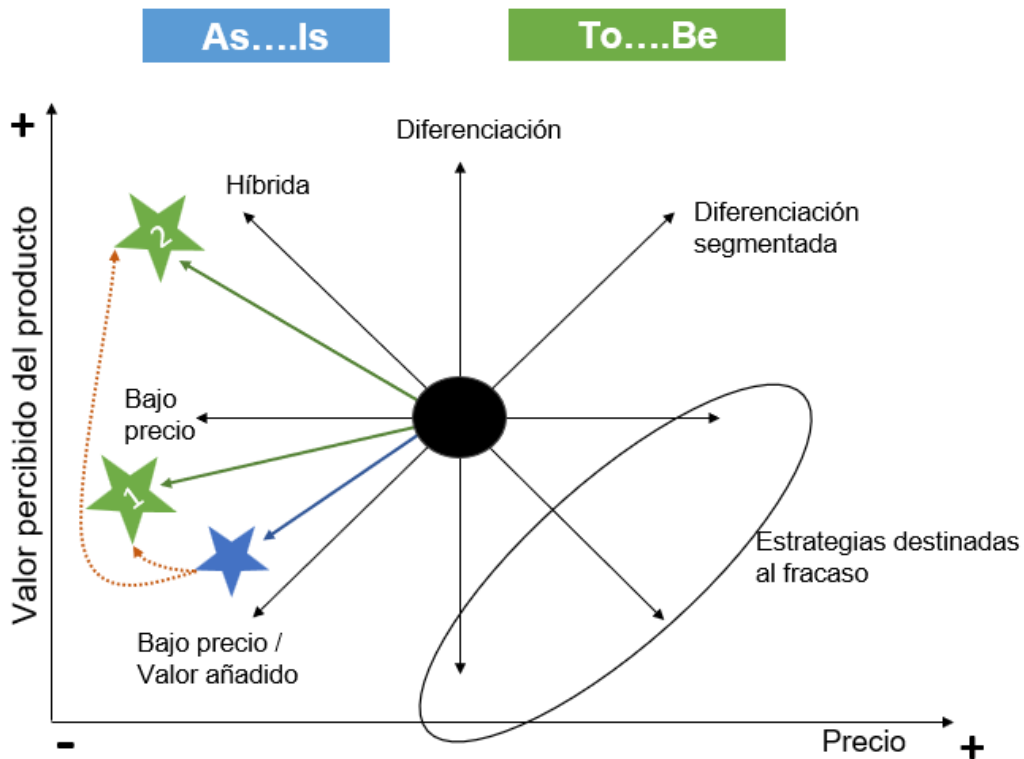 As....Is
To....Be
+
Diferenciación
Híbrida
Diferenciación
segmentada
2
Valor percibido del producto
Bajo
precio
1
Estrategias destinadas
al fracaso
Bajo precio /
Valor añadido
-
Precio
+